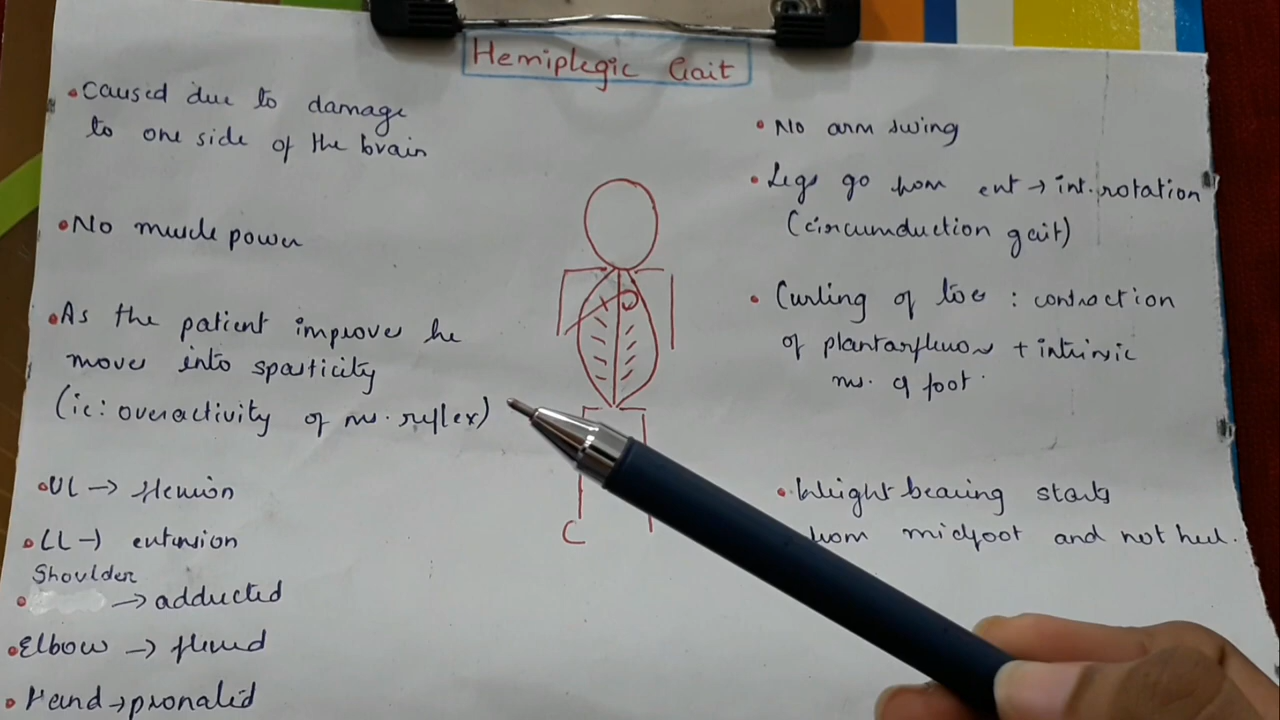 Hemiplegic Gait
• Caused due to damage
to one side of the brain
• No muscle power
• As the patient improves he
moves into spasticity
(ie: overactivity of ms. reflex)
• UL → flexion
• LL → extension
Shoulder
• → adducted
• Elbow → flexed
• Hand → pronated
• No arm swing
• Legs go from ext → int. rotation
(circumduction gait)
• Curling of toes : contraction
of plantarflexors + intrinsic
ms. of foot.
• Weight bearing starts
from midfoot and not heel.